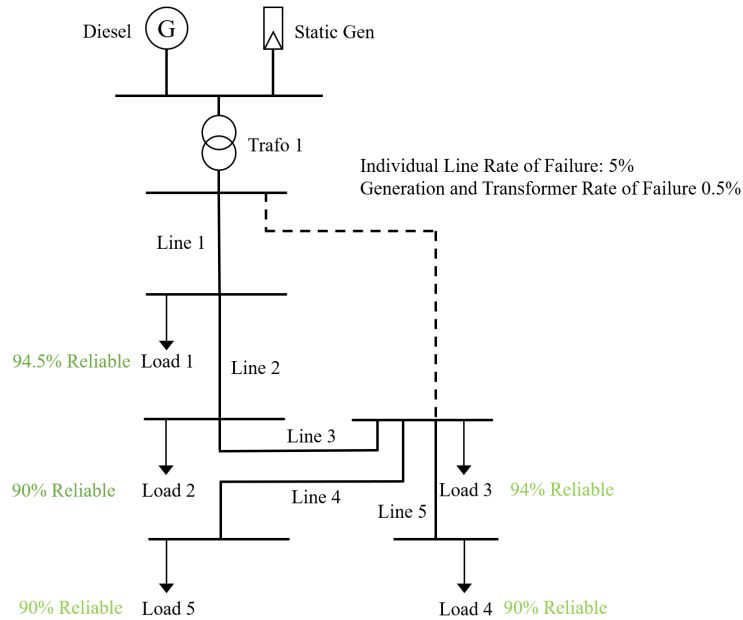 Diesel
G
Static Gen
Trafo 1
Individual Line Rate of Failure: 5%
Generation and Transformer Rate of Failure 0.5%
Line 1
94.5% Reliable
Load 1
Line 2
Line 3
90% Reliable
Load 2
Line 4
Line 5
Load 3
94% Reliable
90% Reliable
Load 5
Load 4
90% Reliable